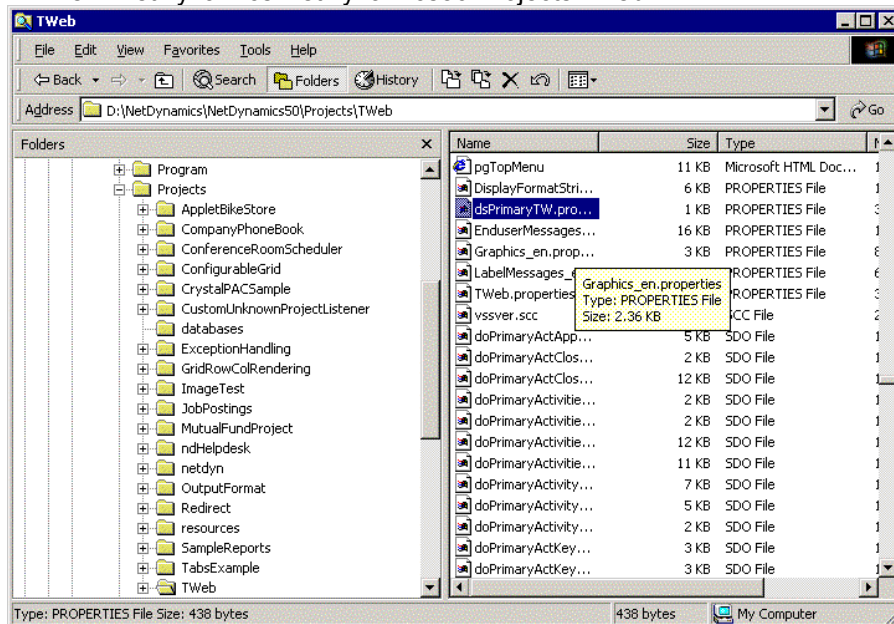 TWeb
File Edit View Favorites Tools Help
Back Search Folders History
Address D:\NetDynamics\NetDynamics50\Projects\TWeb Go
Folders
Program
Projects
AppletBikeStore
CompanyPhoneBook
ConferenceRoomScheduler
ConfigurableGrid
CrystalPACSample
CustomUnknownProjectListener
databases
ExceptionHandling
GridRowColRendering
ImageTest
JobPostings
MutualFundProject
ndHelpdesk
netdyn
OutputFormat
Redirect
resources
SampleReports
TabsExample
TWeb
Name Size Type
pgTopMenu 11 KB Microsoft HTML Doc...
DisplayFormatStri... 6 KB PROPERTIES File
dsPrimaryTW.pro... 1 KB PROPERTIES File
EnduserMessages... 16 KB PROPERTIES File
Graphics_en.prop... 3 KB PROPERTIES File
LabelMessages_ PROPERTIES File
TWeb.properties PROPERTIES File
vssver.scc SCC File
Graphics_en.properties
Type: PROPERTIES File
Size: 2.36 KB
doPrimaryActApp... 5 KB SDO File
doPrimaryActClos... 2 KB SDO File
doPrimaryActClos... 12 KB SDO File
doPrimaryActivitie... 2 KB SDO File
doPrimaryActivitie... 2 KB SDO File
doPrimaryActivitie... 12 KB SDO File
doPrimaryActivitie... 11 KB SDO File
doPrimaryActivity... 7 KB SDO File
doPrimaryActivity... 5 KB SDO File
doPrimaryActivity... 2 KB SDO File
doPrimaryActKey... 3 KB SDO File
doPrimaryActKey... 3 KB SDO File
Type: PROPERTIES File Size: 438 bytes 438 bytes My Computer